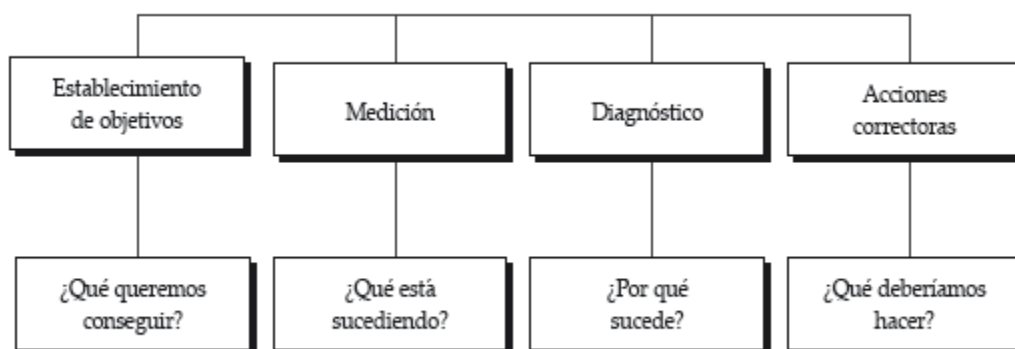 Establecimiento
de objetivos
Medición
Diagnóstico
Acciones
correctoras
¿Qué queremos
conseguir?
¿Qué está
sucediendo?
¿Por qué
sucede?
¿Qué deberíamos
hacer?